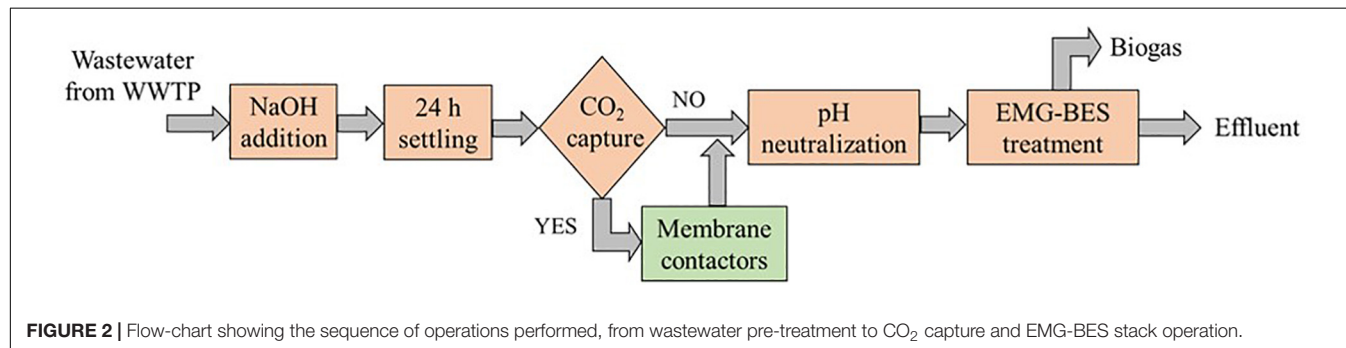 Wastewater
from WWTP
NaOH
addition
24 h
settling
CO₂
capture
NO
YES
Membrane
contactors
pH
neutralization
EMG-BES
treatment
Biogas
Effluent
FIGURE 2 | Flow-chart showing the sequence of operations performed, from wastewater pre-treatment to CO₂ capture and EMG-BES stack operation.